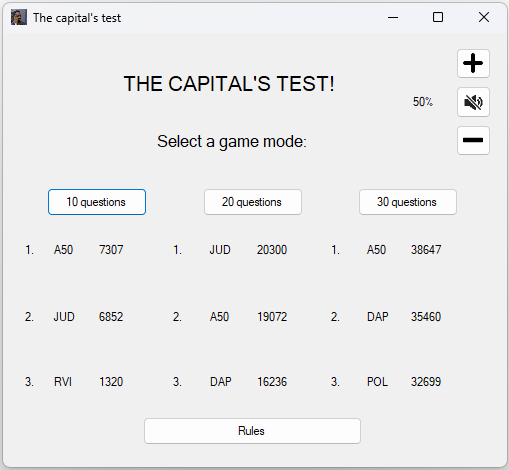 The capital's test
THE CAPITAL'S TEST!
50%
Select a game mode:
10 questions 20 questions 30 questions
1. A50 7307 1. JUD 20300 1. A50 38647
2. JUD 6852 2. A50 19072 2. DAP 35460
3. RVI 1320 3. DAP 16236 3. POL 32699
Rules